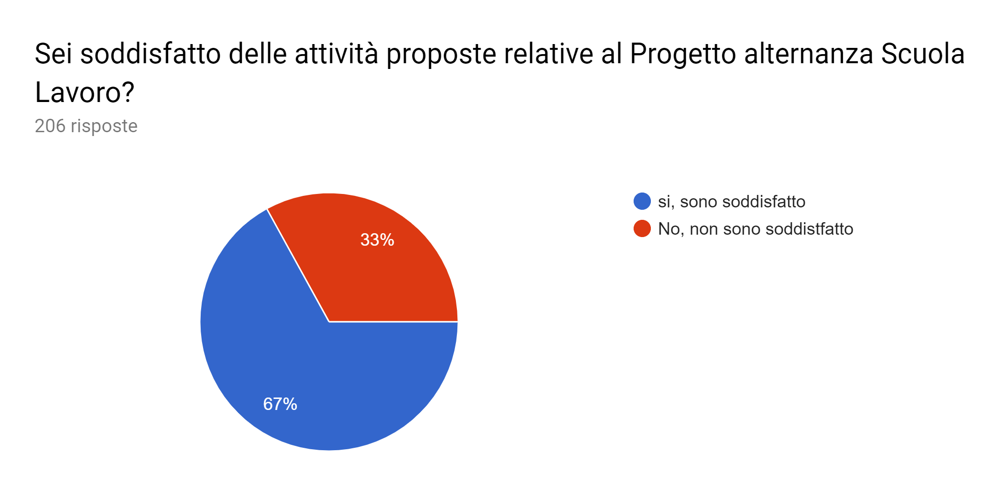 Sei soddisfatto delle attività proposte relative al Progetto alternanza Scuola
Lavoro?
206 risposte
si, sono soddisfatto
No, non sono soddistfatto
33%
67%